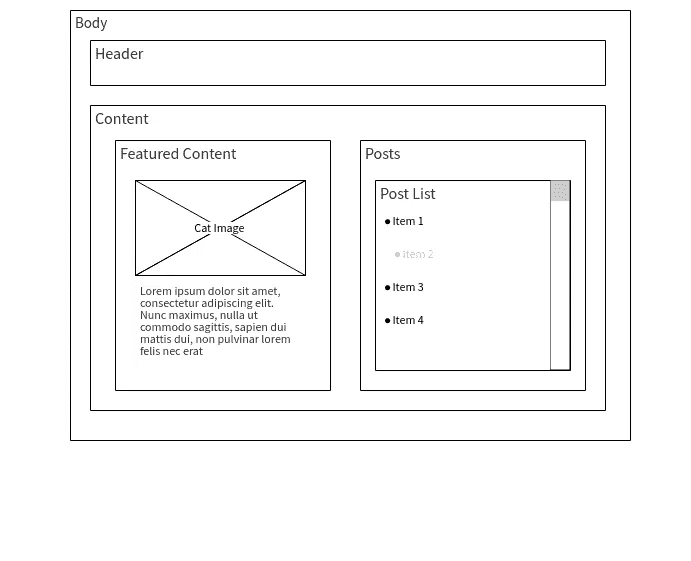 Body
Header
Content
Featured Content
Cat Image
Lorem ipsum dolor sit amet,
consectetur adipiscing elit.
Nunc maximus, nulla ut
commodo sagittis, sapien dui
mattis dui, non pulvinar lorem
felis nec erat
Posts
Post List
Item 1
Item 2
Item 3
Item 4